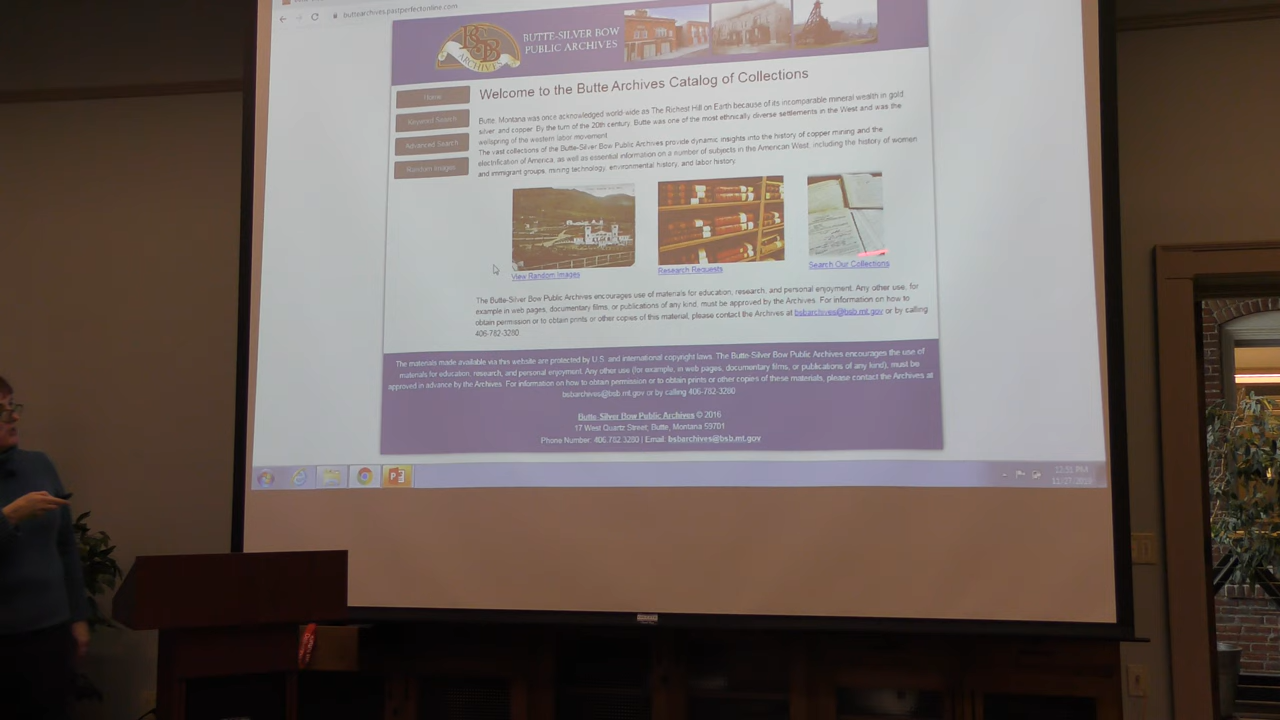 buttearchives.pastperfectonline.com
BSB
ARCHIVES
BUTTE-SILVER BOW
PUBLIC ARCHIVES
Home
Keyword Search
Advanced Search
Random Images
Welcome to the Butte Archives Catalog of Collections
Butte, Montana was once acknowledged world-wide as The Richest Hill on Earth because of its incomparable mineral wealth in gold,
silver, and copper. By the turn of the 20th century, Butte was one of the most ethnically diverse settlements in the West and was the
wellspring of the western labor movement.
The vast collections of the Butte-Silver Bow Public Archives provide dynamic insights into the history of copper mining and the
electrification of America, as well as essential information on a number of subjects in the American West, including the history of women
and immigrant groups, mining technology, environmental history, and labor history.
View Random Images
Research Requests
Search Our Collections
The Butte-Silver Bow Public Archives encourages use of materials for education, research, and personal enjoyment. Any other use, for
example in web pages, documentary films, or publications of any kind, must be approved by the Archives. For information on how to
obtain permission or to obtain prints or other copies of this material, please contact the Archives at bsbarchives@bsb.mt.gov or by calling
406-782-3280.
The materials made available via this website are protected by U.S. and international copyright laws. The Butte-Silver Bow Public Archives encourages the use of
materials for education, research, and personal enjoyment. Any other use (for example, in web pages, documentary films, or publications of any kind), must be
approved in advance by the Archives. For information on how to obtain permission or to obtain prints or other copies of these materials, please contact the Archives at
bsbarchives@bsb.mt.gov or by calling 406-782-3280
Butte-Silver Bow Public Archives © 2016
17 West Quartz Street, Butte, Montana 59701
Phone Number: 406.782.3280 | Email: bsbarchives@bsb.mt.gov
12:31 PM